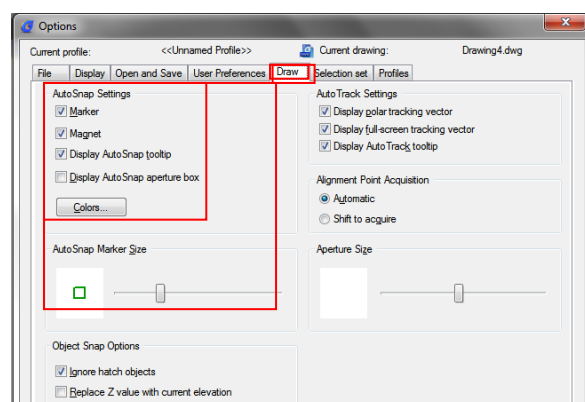 Options
Current profile: <<Unnamed Profile>> Current drawing: Drawing4.dwg
File Display Open and Save User Preferences Draw Selection set Profiles
AutoSnap Settings
Marker
Magnet
Display AutoSnap tooltip
Display AutoSnap aperture box
Colors...
AutoTrack Settings
Display polar tracking vector
Display full-screen tracking vector
Display AutoTrack tooltip
Alignment Point Acquisition
Automatic
Shift to acquire
AutoSnap Marker Size
Aperture Size
Object Snap Options
Ignore hatch objects
Replace Z value with current elevation